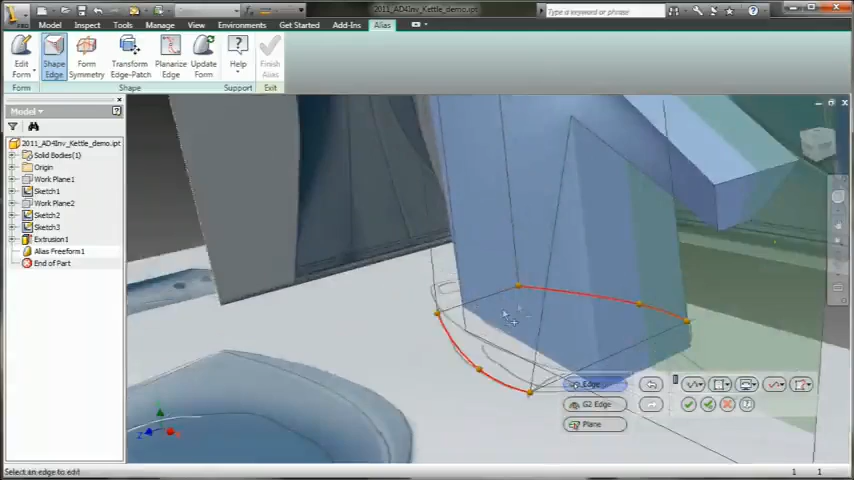 PRO
2011_AD4Inv_Kettle_demo.ipt
Type a keyword or phrase
Model
Inspect
Tools
Manage
View
Environments
Get Started
Add-Ins
Alias
Edit
Form
Shape
Edge
Form
Symmetry
Transform
Edge-Patch
Planarize
Edge
Update
Form
Help
Finish
Alias
Form
Shape
Support
Exit
Model
2011_AD4Inv_Kettle_demo.ipt
Solid Bodies(1)
Origin
Work Plane1
Sketch1
Work Plane2
Sketch2
Sketch3
Extrusion1
Alias Freeform1
End of Part
Z
Edge
G2 Edge
Plane
Select an edge to edit
1 1